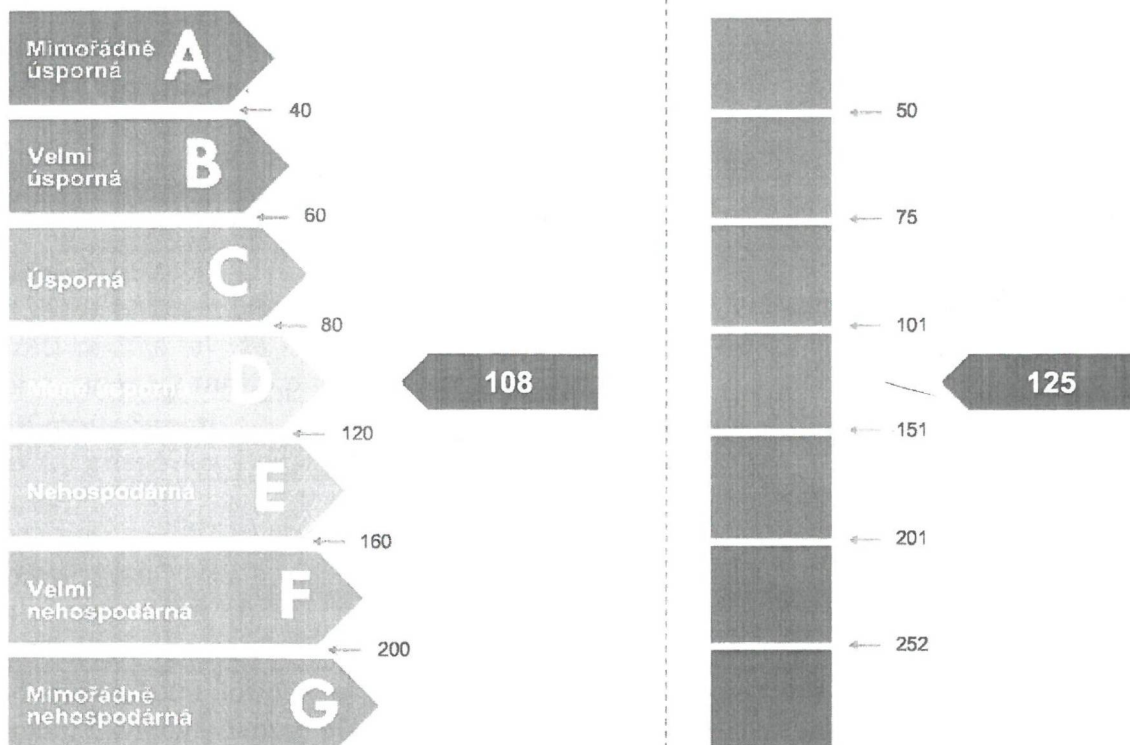 Mimořádně
úsporná
A
40
50
Velmi
úsporná
B
60
75
Úsporná
C
80
101
D
108
125
120
151
Nehospodárná
E
160
201
Velmi
nehospodárná
F
200
252
Mimořádně
nehospodárná
G